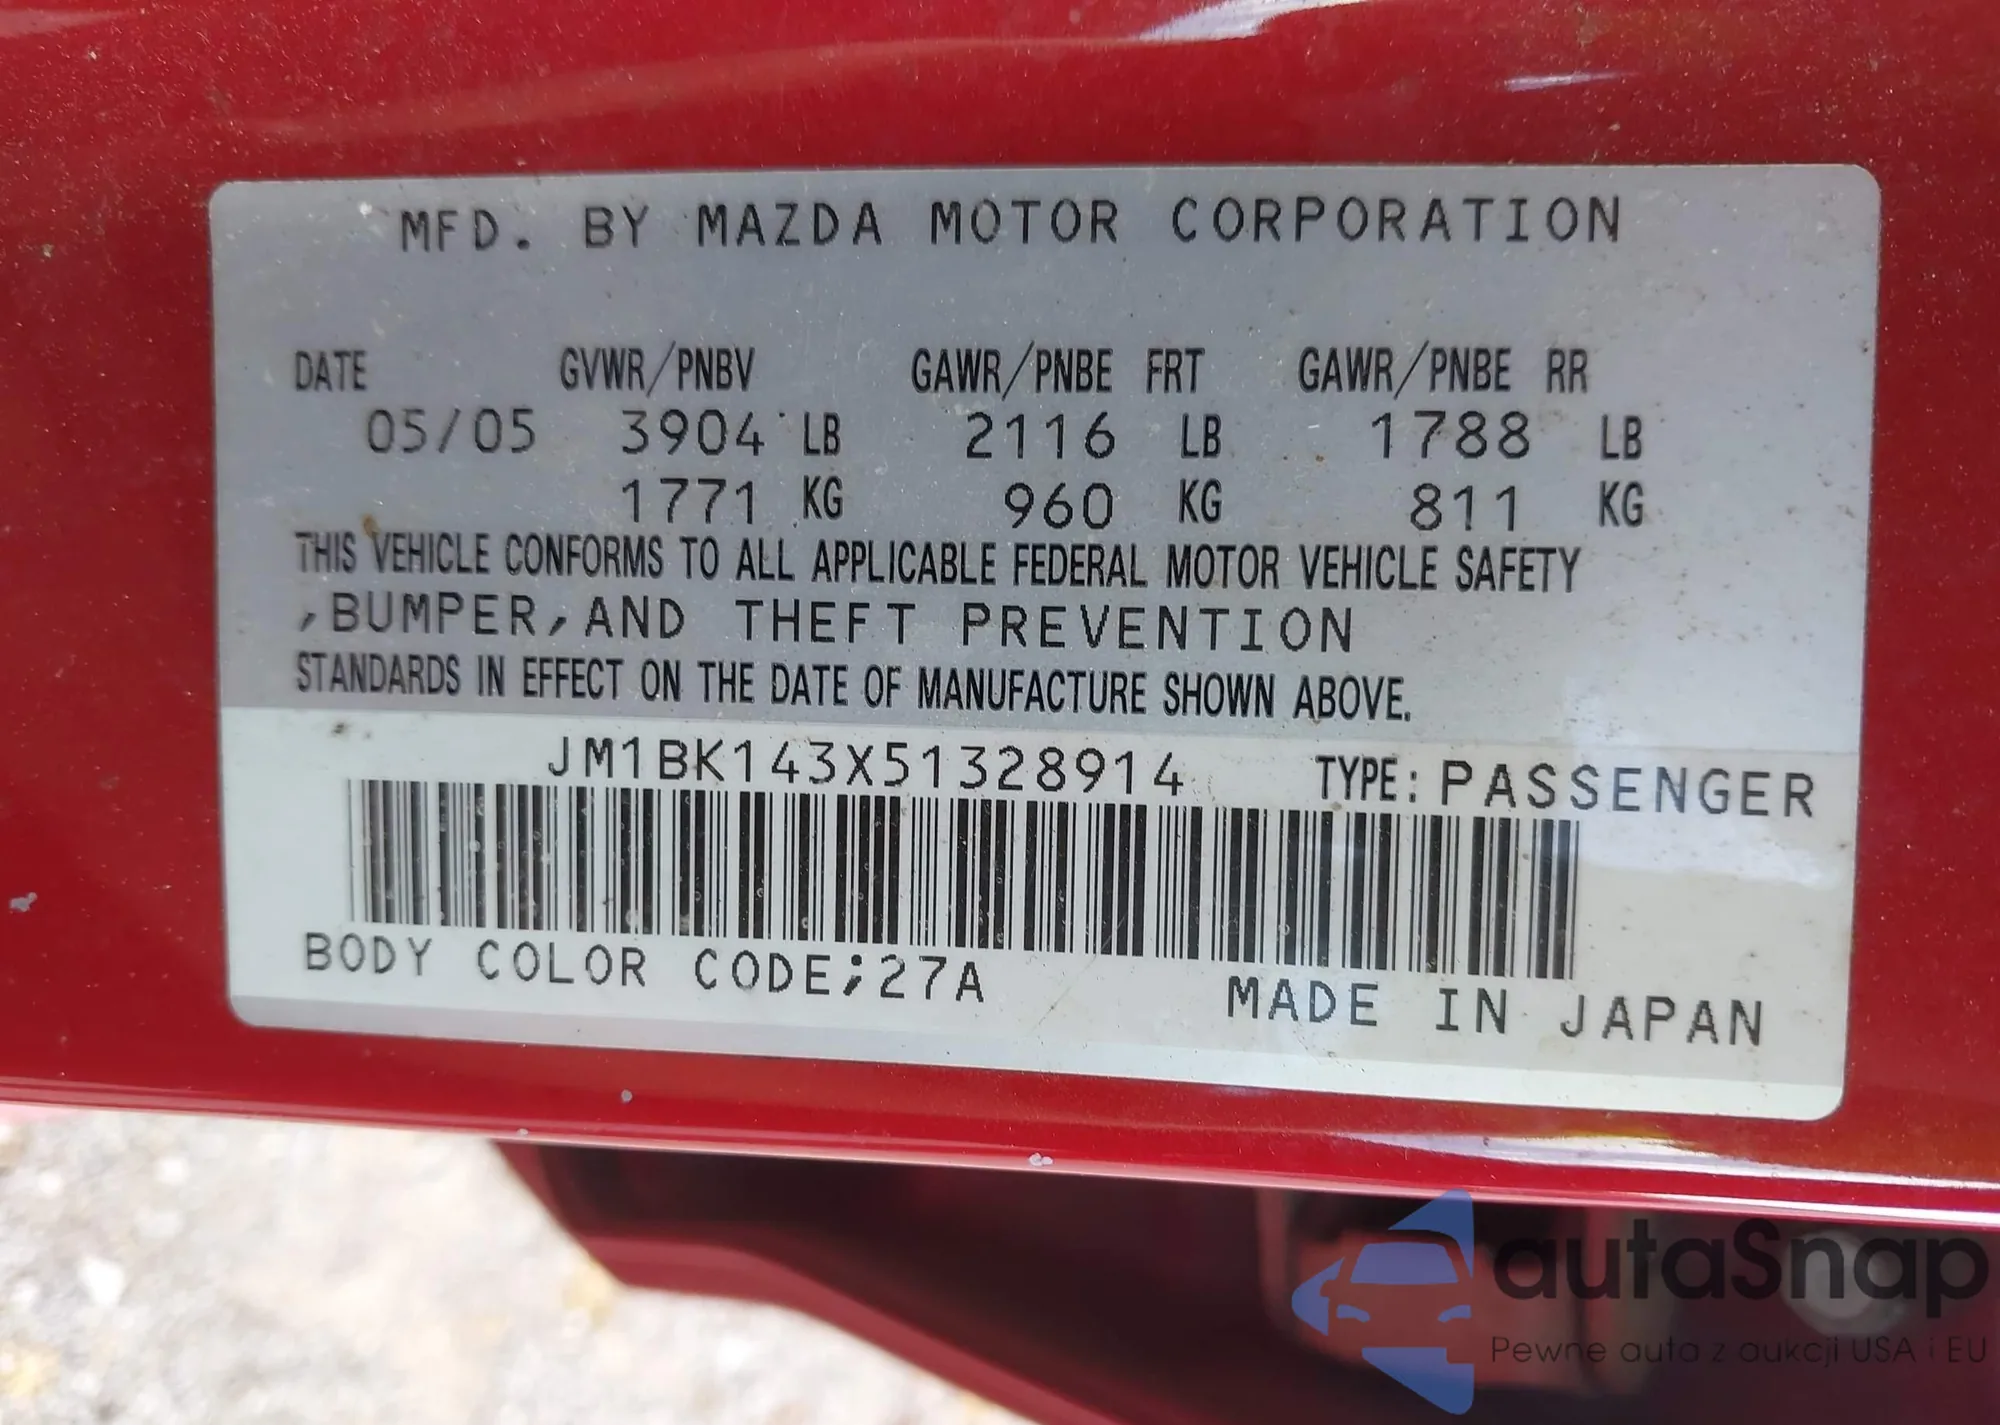 MFD. BY MAZDA MOTOR CORPORATION
DATE GVWR/PNBV GAWR/PNBE FRT GAWR/PNBE RR
05/05 3904 LB 2116 LB 1788 LB
1771 KG 960 KG 811 KG
THIS VEHICLE CONFORMS TO ALL APPLICABLE FEDERAL MOTOR VEHICLE SAFETY
,BUMPER,AND THEFT PREVENTION
STANDARDS IN EFFECT ON THE DATE OF MANUFACTURE SHOWN ABOVE.
JM1BK143X51328914 TYPE: PASSENGER
BODY COLOR CODE;27A
MADE IN JAPAN
autaSnap
Pewne auta z aukcji USA i EU